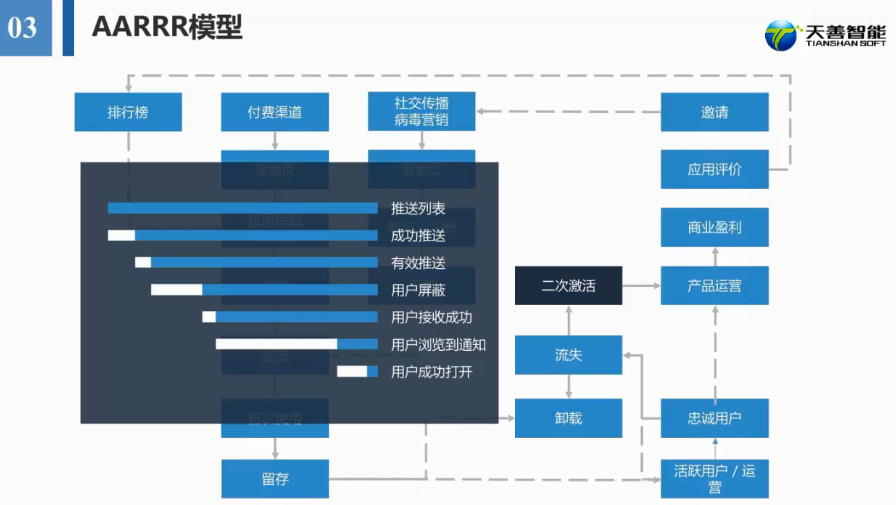 03
AARRR模型
天善智能
TIANSHAN SOFT
排行榜
付费渠道
社交传播
病毒营销
邀请
应用评价
商业盈利
推送列表
成功推送
有效推送
用户屏蔽
用户接收成功
用户浏览到通知
用户成功打开
二次激活
产品运营
流失
卸载
忠诚用户
留存
活跃用户/运
营